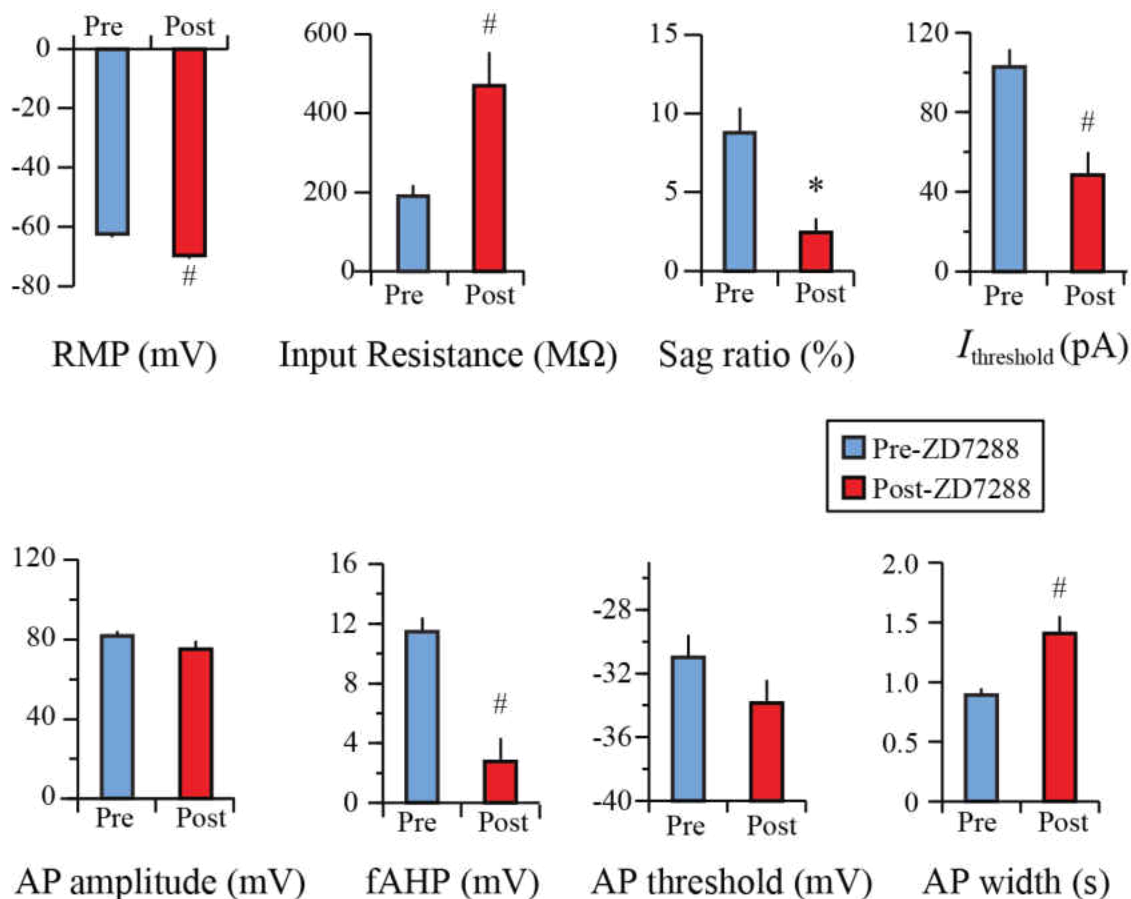 Pre Post
0
-20
-40
-60
-80
#
RMP (mV)
600
400
200
0
#
Pre Post
Input Resistance (MΩ)
15
10
5
0
*
Pre Post
Sag ratio (%)
120
80
40
0
#
Pre Post
Ithreshold (pA)
Pre-ZD7288
Post-ZD7288
120
80
40
0
Pre Post
AP amplitude (mV)
16
12
8
4
0
#
Pre Post
fAHP (mV)
-28
-32
-36
-40
Pre Post
AP threshold (mV)
2.0
1.5
1.0
0.5
0
#
Pre Post
AP width (s)